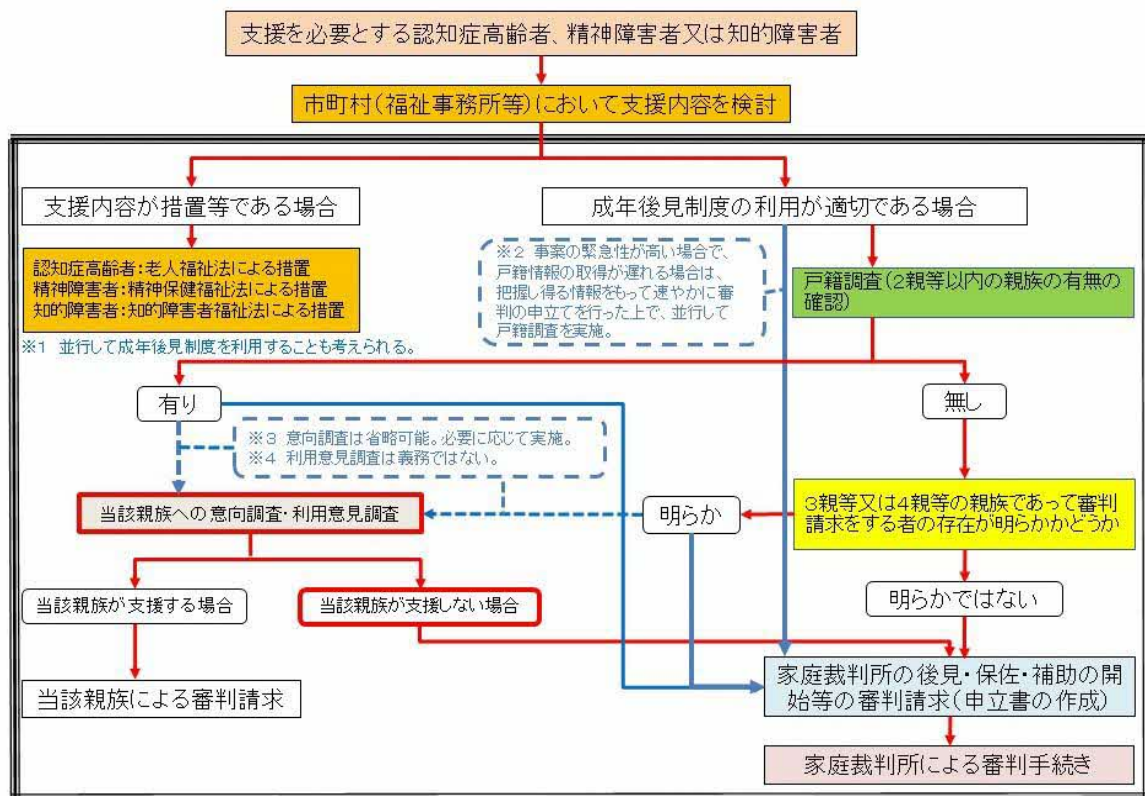 支援を必要とする認知症高齢者、精神障害者又は知的障害者
市町村(福祉事務所等)において支援内容を検討
支援内容が措置等である場合
成年後見制度の利用が適切である場合
認知症高齢者:老人福祉法による措置
精神障害者:精神保健福祉法による措置
知的障害者:知的障害者福祉法による措置
※1 並行して成年後見制度を利用することも考えられる。
※2 事案の緊急性が高い場合で、
戸籍情報の取得が遅れる場合は、
把握し得る情報をもって速やかに審
判の申立てを行った上で、並行して
戸籍調査を実施。
戸籍調査(2親等以内の親族の有無の
確認)
有り
無し
※3 意向調査は省略可能。必要に応じて実施。
※4 利用意見調査は義務ではない。
当該親族への意向調査・利用意見調査
明らか
3親等又は4親等の親族であって審判
請求をする者の存在が明らかかどうか
当該親族が支援する場合
当該親族が支援しない場合
明らかではない
当該親族による審判請求
家庭裁判所の後見・保佐・補助の開
始等の審判請求(申立書の作成)
家庭裁判所による審判手続き